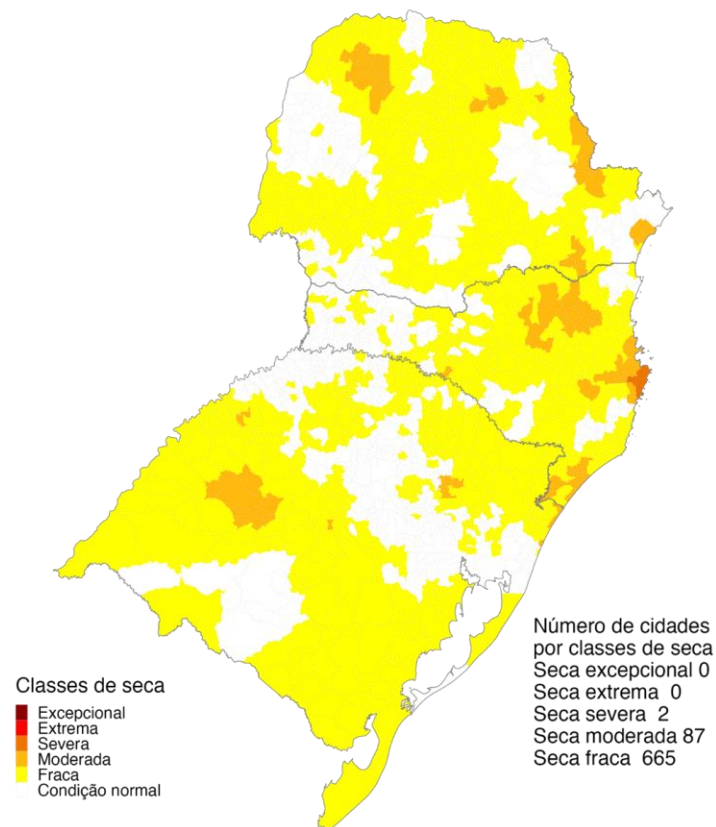 Número de cidades
por classes de seca
Seca excepcional 0
Seca extrema 0
Seca severa 2
Seca moderada 87
Seca fraca 665
Classes de seca
Excepcional
Extrema
Severa
Moderada
Fraca
Condição normal